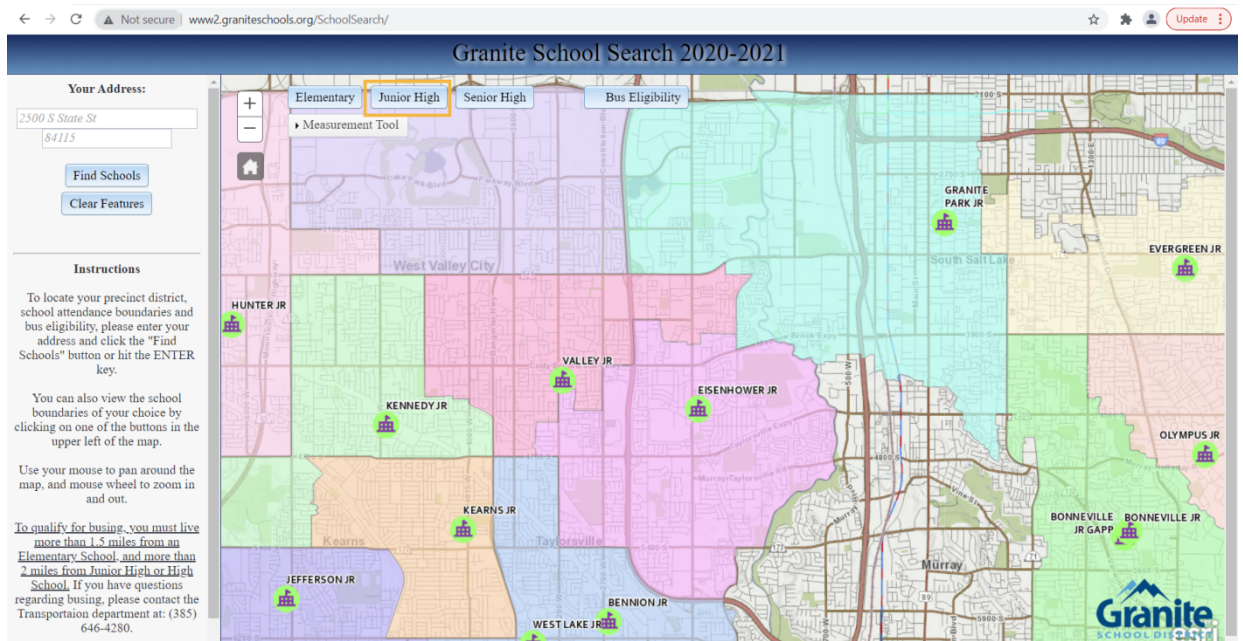 Not secure www2.graniteschools.org/SchoolSearch/
Update
Granite School Search 2020-2021
Your Address:
2500 S State St
84115
Find Schools
Clear Features
Instructions
To locate your precinct district,
school attendance boundaries and
bus eligibility, please enter your
address and click the "Find
Schools" button or hit the ENTER
key.
You can also view the school
boundaries of your choice by
clicking on one of the buttons in the
upper left of the map.
Use your mouse to pan around the
map, and mouse wheel to zoom in
and out.
To qualify for busing, you must live
more than 1.5 miles from an
Elementary School, and more than
2 miles from Junior High or High
School. If you have questions
regarding busing, please contact the
Transportaion department at: (385)
646-4280.
+
−
Elementary
Junior High
Senior High
Bus Eligibility
Measurement Tool
2100 S
80
GRANITE
PARK JR
EVERGREEN JR
South Salt Lake
West Valley City
HUNTER JR
VALLEY JR
EISENHOWER JR
KENNEDY JR
500 W
OLYMPUS JR
4800 S
KEARNS JR
BONNEVILLE
JR GAPP
BONNEVILLE JR
Kearns
Taylorsville
Murray
Vine St
JEFFERSON JR
BENNION JR
WEST LAKE JR
5900 S
Granite
SCHOOL DISTRICT